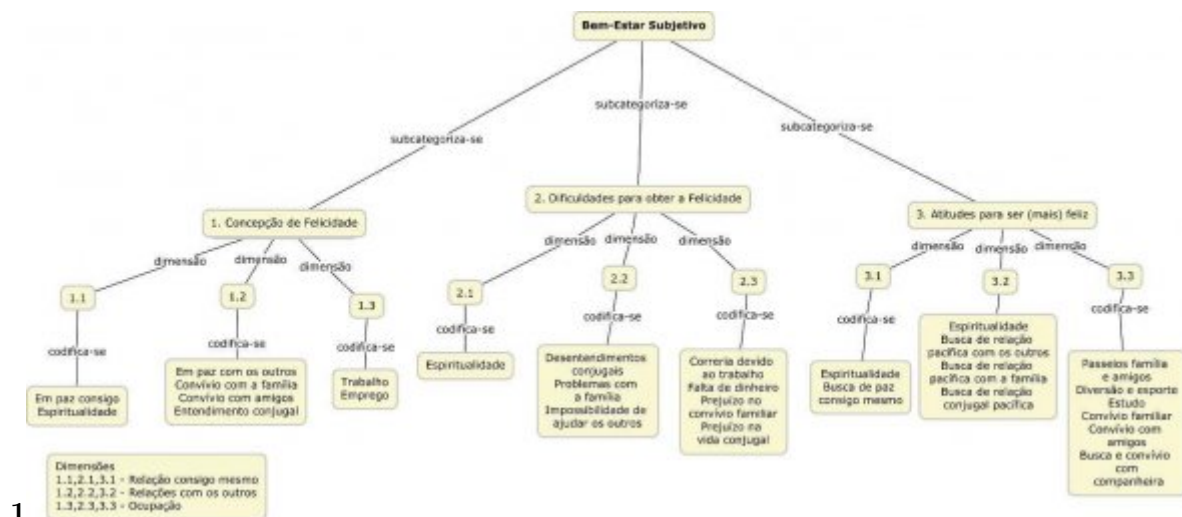 Bem-Estar Subjetivo
subcategoriza-se
subcategoriza-se
subcategoriza-se
1. Concepção de Felicidade
2. Dificuldades para obter a Felicidade
3. Atitudes para ser (mais) feliz
dimensão
dimensão
dimensão
dimensão
dimensão
dimensão
dimensão
dimensão
dimensão
1.1
1.2
1.3
2.1
2.2
2.3
3.1
3.2
3.3
codifica-se
codifica-se
codifica-se
codifica-se
codifica-se
codifica-se
codifica-se
codifica-se
codifica-se
Em paz consigo
Espiritualidade
Em paz com os outros
Convívio com a família
Convívio com amigos
Entendimento conjugal
Trabalho
Emprego
Espiritualidade
Desentendimentos
conjugais
Problemas com
a família
Impossibilidade de
ajudar os outros
Correria devido
ao trabalho
Falta de dinheiro
Prejuízo no
convívio familiar
Prejuízo na
vida conjugal
Espiritualidade
Busca de paz
consigo mesmo
Espiritualidade
Busca de relação
pacífica com os outros
Busca de relação
pacífica com a família
Busca de relação
conjugal pacífica
Passeios família
e amigos
Diversão e esporte
Estudo
Convívio familiar
Convívio com
amigos
Busca e convívio
com
companheira
Dimensões
1.1,2.1,3.1 - Relação consigo mesmo
1.2,2.2,3.2 - Relações com os outros
1.3,2.3,3.3 - Ocupação
1